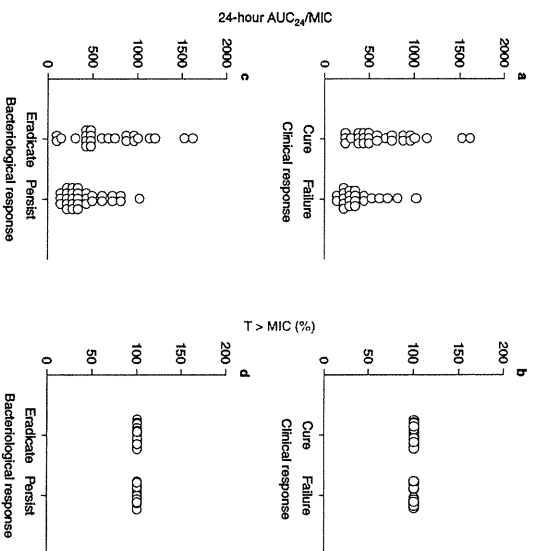 24-hour AUC24/MIC
a
2000
1500
1000
500
0
Cure Failure
Clinical response
c
2000
1500
1000
500
0
Eradicate Persist
Bacteriological response
T > MIC (%)
b
200
150
100
50
0
Cure Failure
Clinical response
d
200
150
100
50
0
Eradicate Persist
Bacteriological response